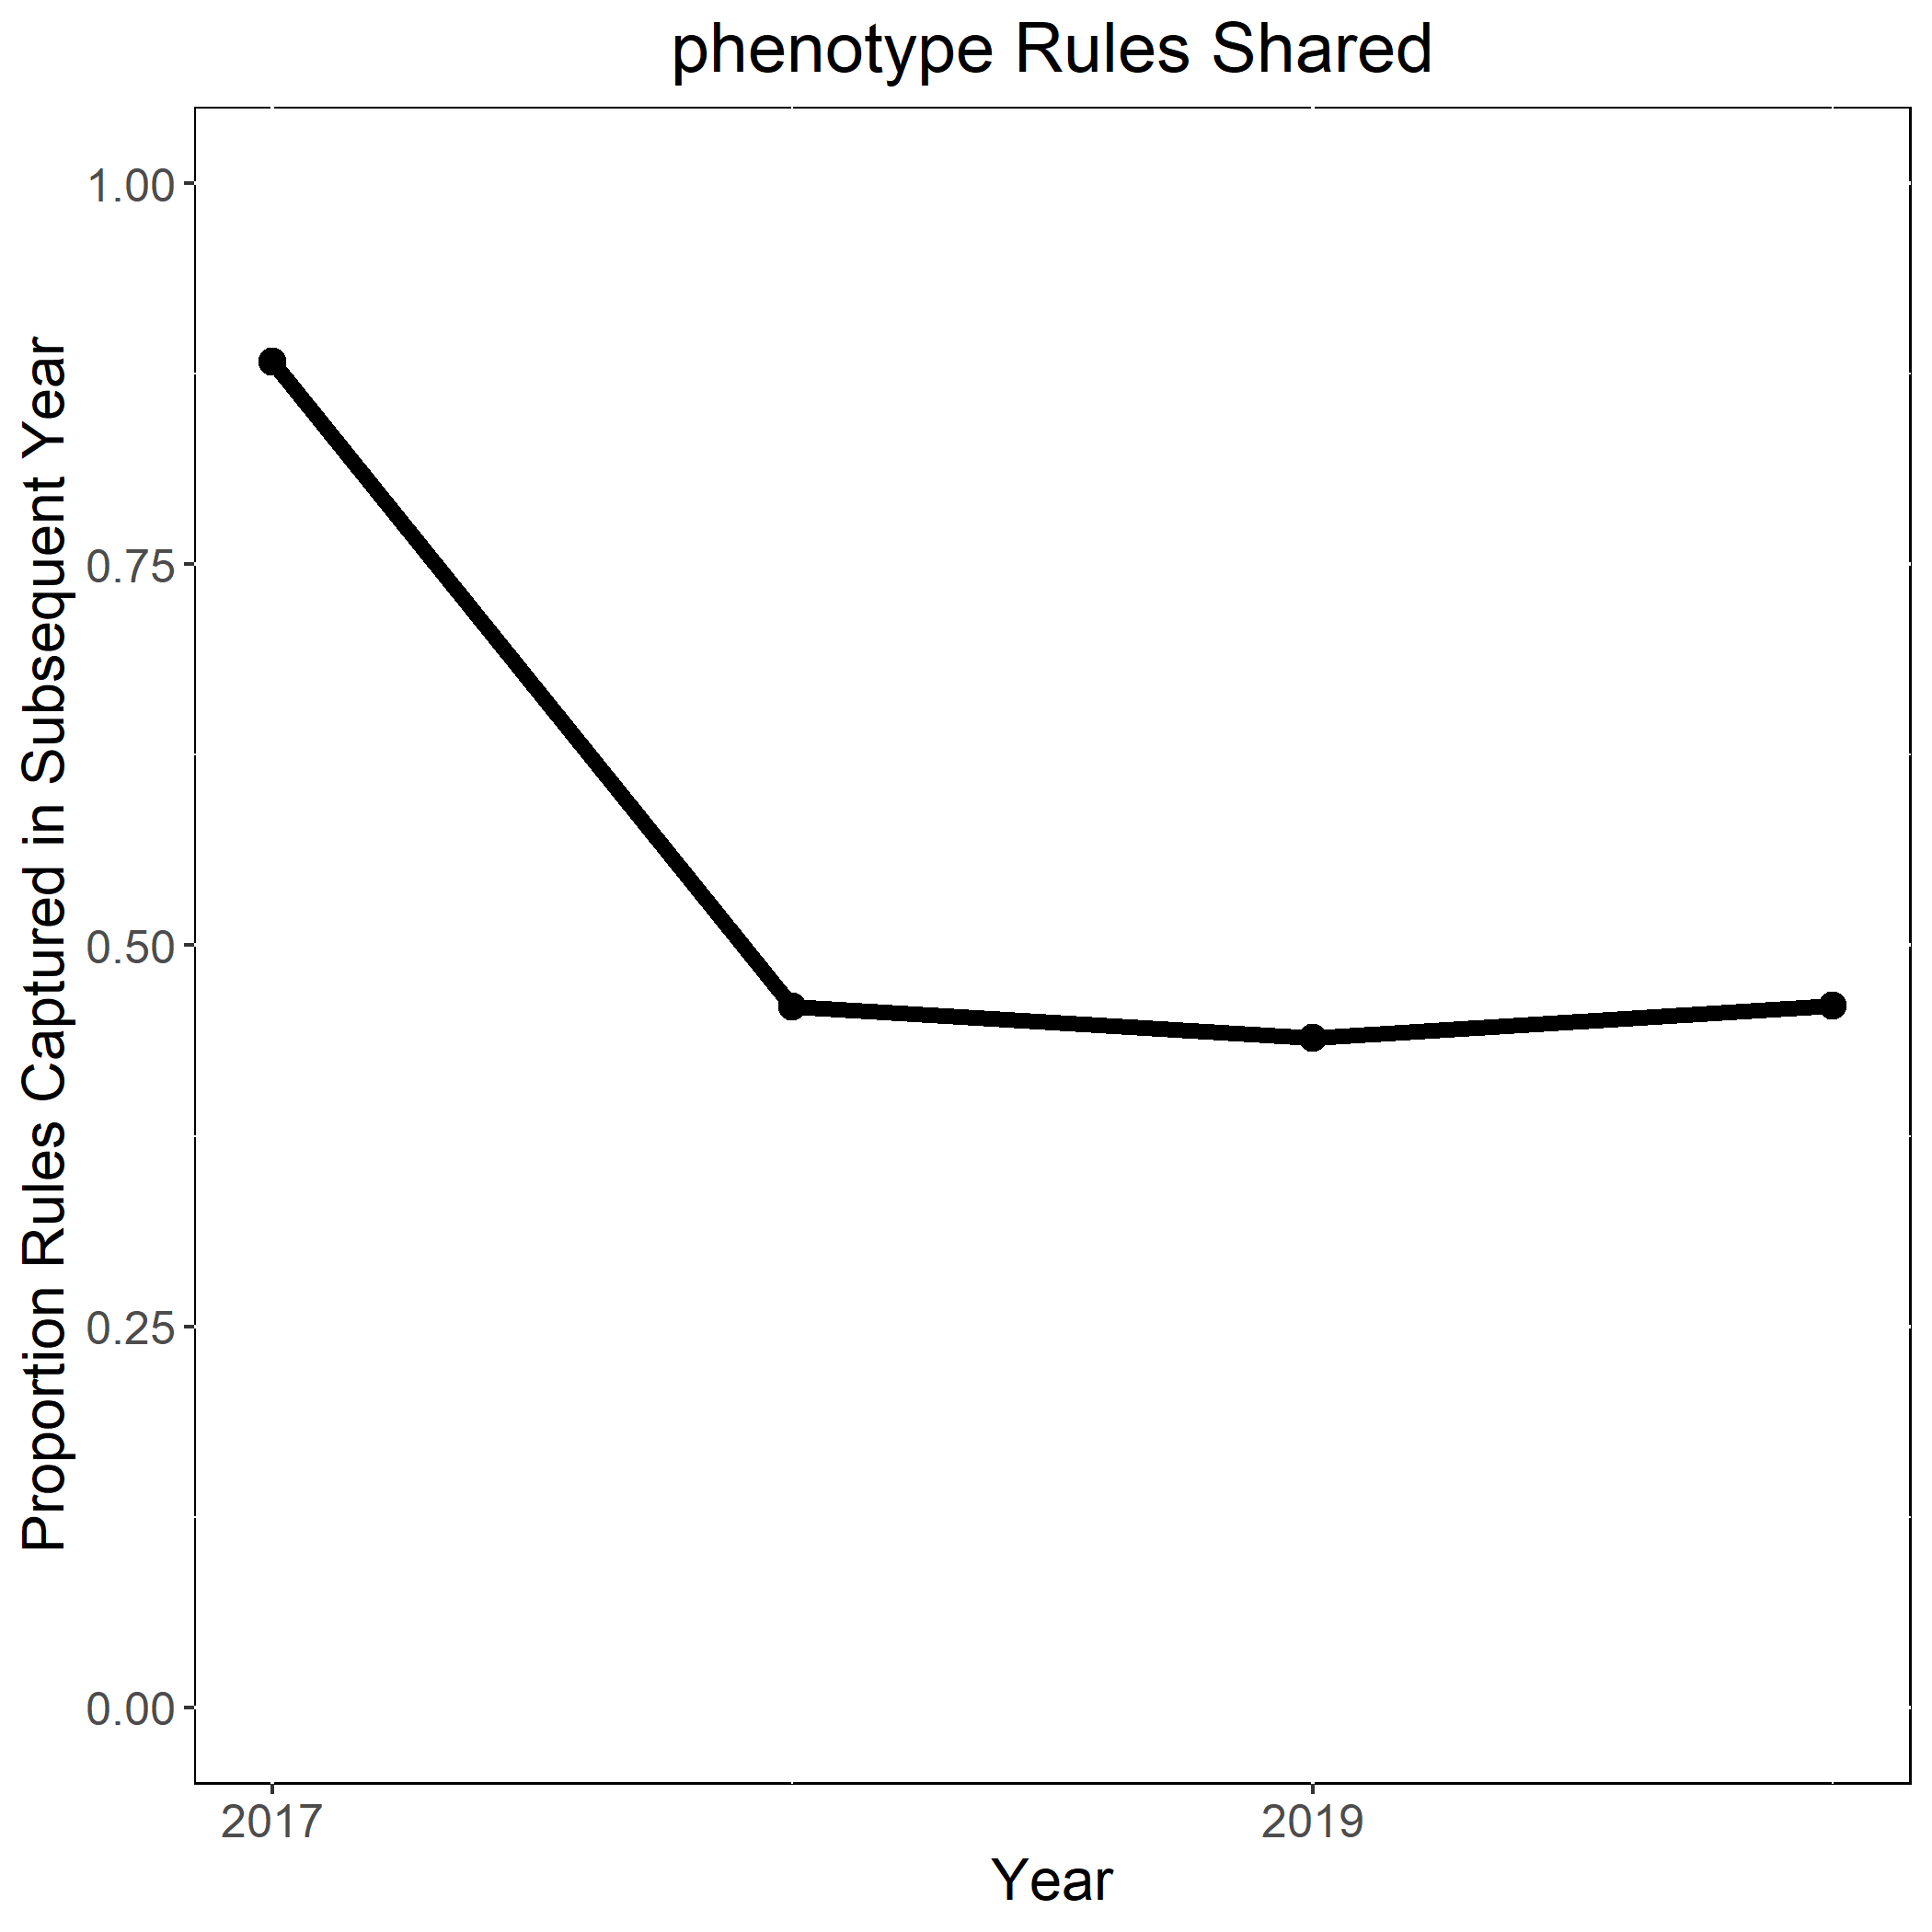 phenotype Rules Shared
Proportion Rules Captured in Subsequent Year
1.00
0.75
0.50
0.25
0.00
2017
2019
Year